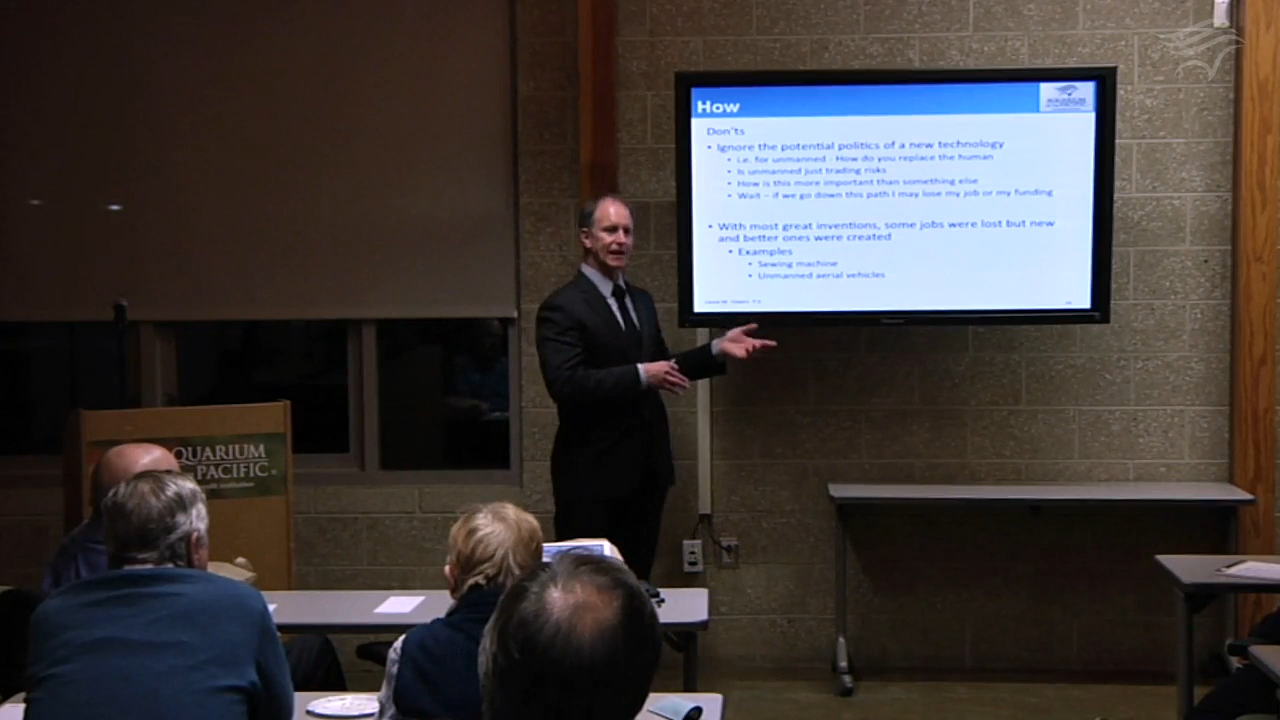 How
Don'ts
• Ignore the potential politics of a new technology
• i.e. for unmanned - How do you replace the human
• Is unmanned just trading risks
• How is this more important than something else
• Wait – if we go down this path I may lose my job or my funding
• With most great inventions, some jobs were lost but new
and better ones were created
• Examples
• Sewing machine
• Unmanned aerial vehicles
QUARIUM
PACIFIC